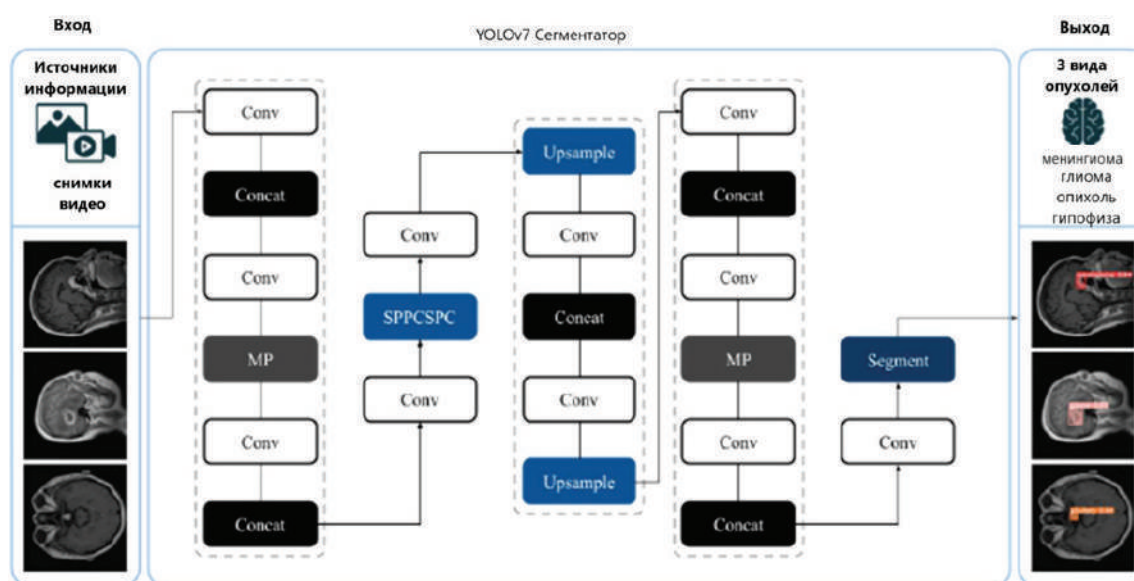 Вход
YOLOv7 Сегментатор
Выход
Источники
информации
снимки
видео
Conv
Concat
Conv
MP
Conv
Concat
Conv
SPPCSPC
Conv
Upsample
Conv
Concat
Conv
Upsample
Conv
Concat
Conv
MP
Conv
Concat
Segment
Conv
3 вида
опухолей
менингиома
глиома
опихоль
гипофиза